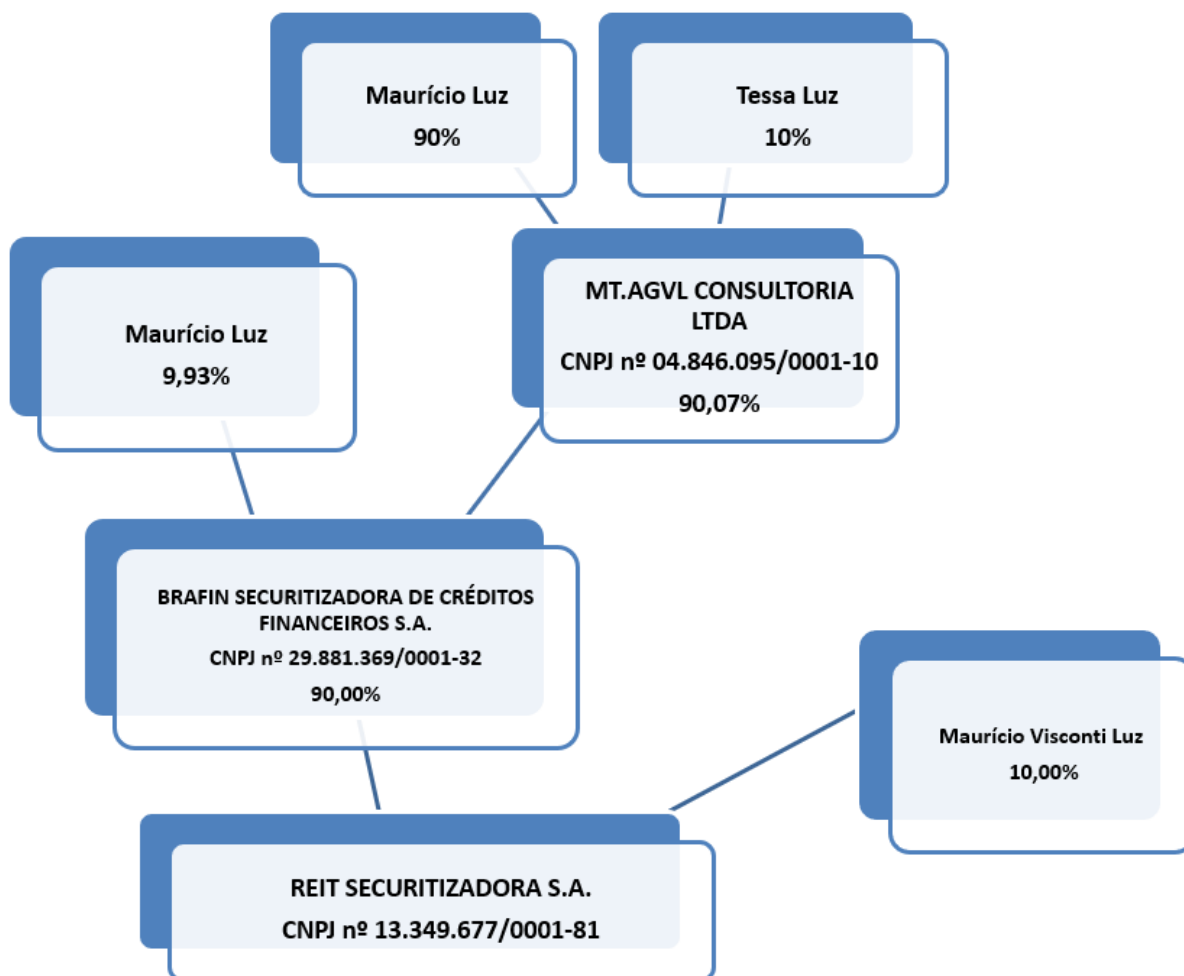 Maurício Luz
90%
Tessa Luz
10%
Maurício Luz
9,93%
MT.AGVL CONSULTORIA
LTDA
CNPJ nº 04.846.095/0001-10
90,07%
BRAFIN SECURITIZADORA DE CRÉDITOS
FINANCEIROS S.A.
CNPJ nº 29.881.369/0001-32
90,00%
Maurício Visconti Luz
10,00%
REIT SECURITIZADORA S.A.
CNPJ nº 13.349.677/0001-81